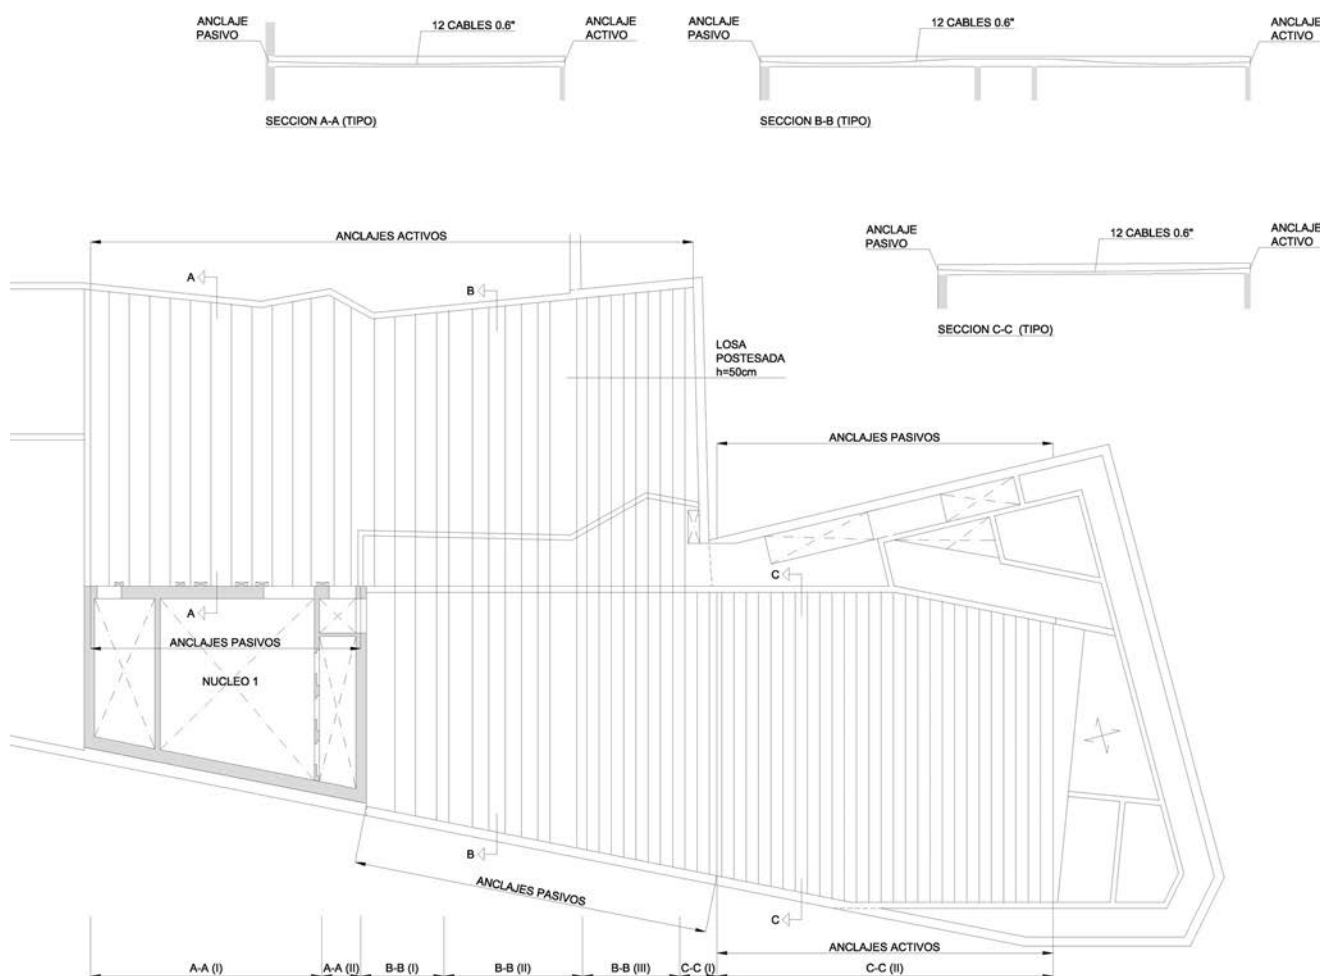 ANCLAJE
PASIVO
12 CABLES 0.6"
ANCLAJE
ACTIVO
SECCION A-A (TIPO)
ANCLAJE
PASIVO
12 CABLES 0.6"
ANCLAJE
ACTIVO
SECCION B-B (TIPO)
ANCLAJE
PASIVO
12 CABLES 0.6"
ANCLAJE
ACTIVO
SECCION C-C (TIPO)
ANCLAJES ACTIVOS
A
B
LOSA
POSTESADA
h=50cm
ANCLAJES PASIVOS
C
A
ANCLAJES PASIVOS
NUCLEO 1
B
ANCLAJES PASIVOS
C
ANCLAJES ACTIVOS
A-A (I)
A-A (II)
B-B (I)
B-B (II)
B-B (III)
C-C (I)
C-C (II)